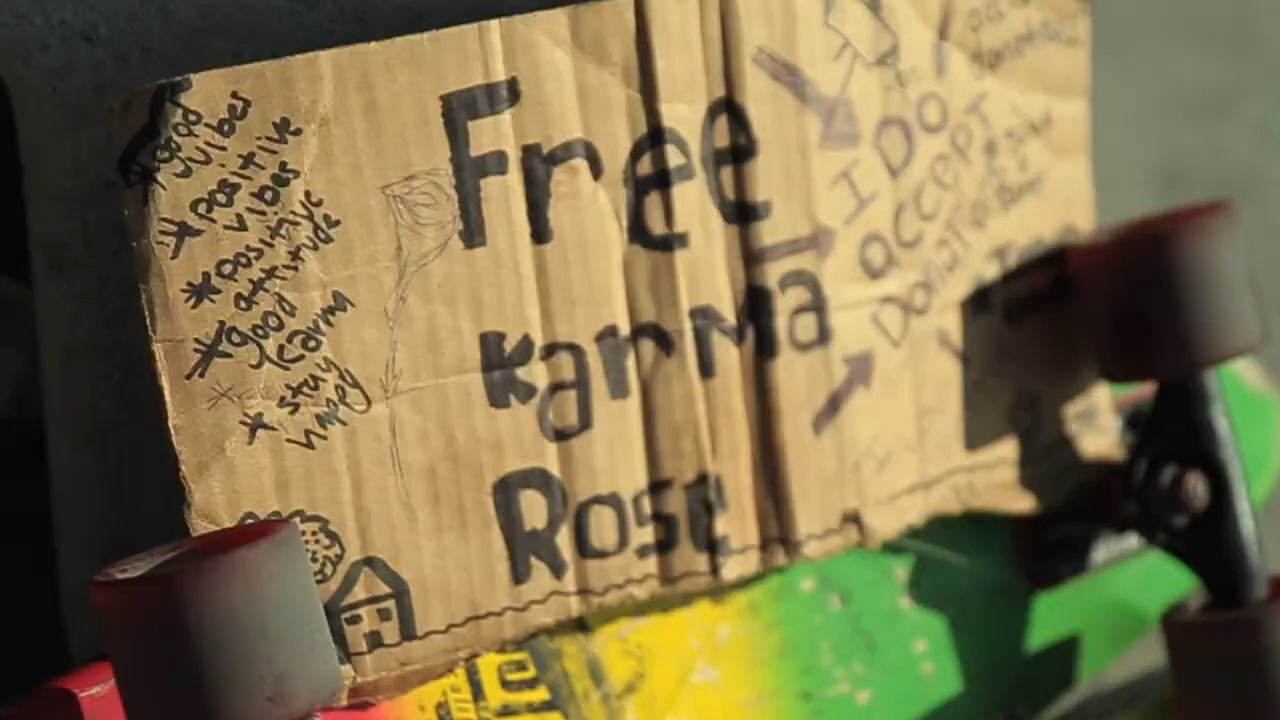 good
vibes
* positive
vibes
* positive
attitude
* good
karma
* stay
happy
Free
karma
Rose
I DO
accept
Donations